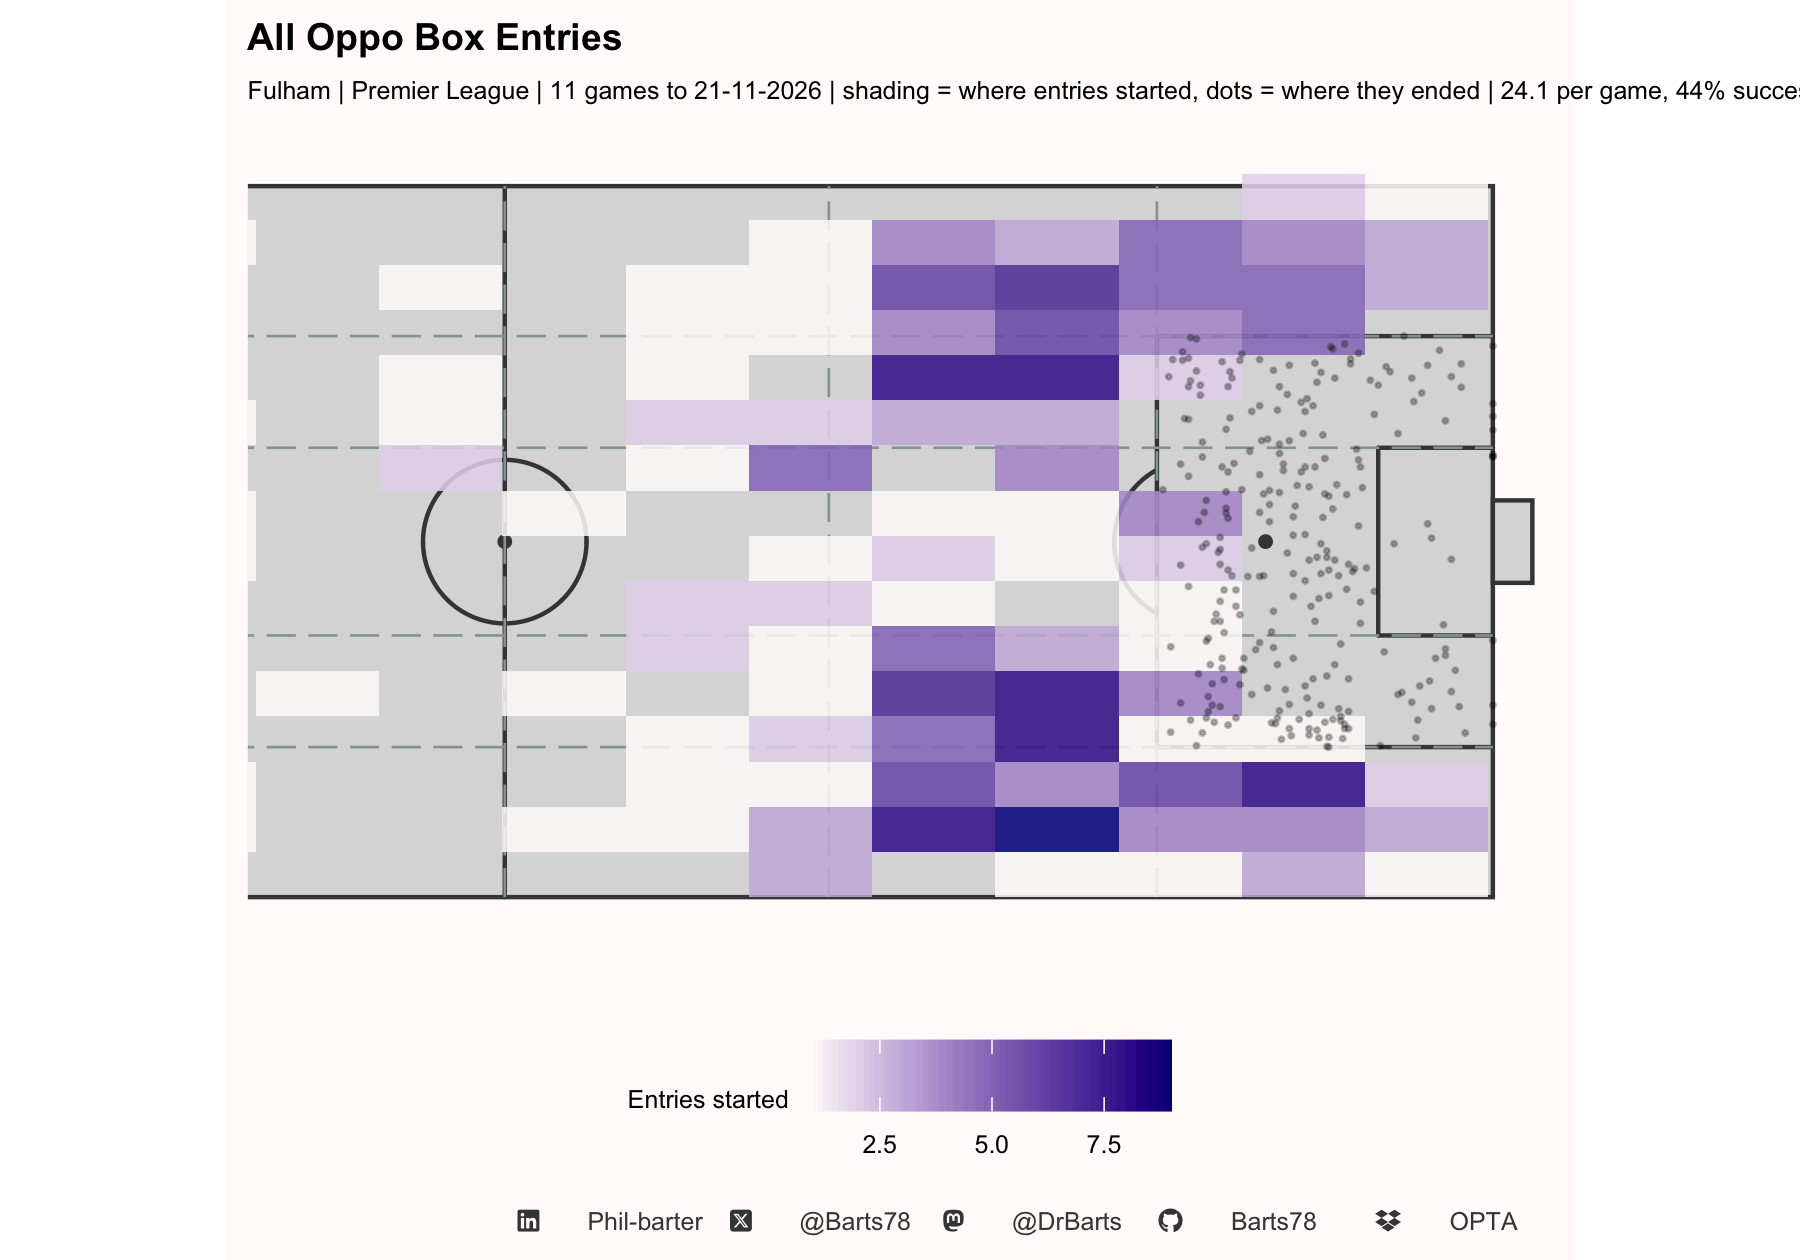 All Oppo Box Entries
Fulham | Premier League | 11 games to 21-11-2026 | shading = where entries started, dots = where they ended | 24.1 per game, 44%
Entries started
2.5 5.0 7.5
Phil-barter @Barts78 @DrBarts Barts78 OPTA